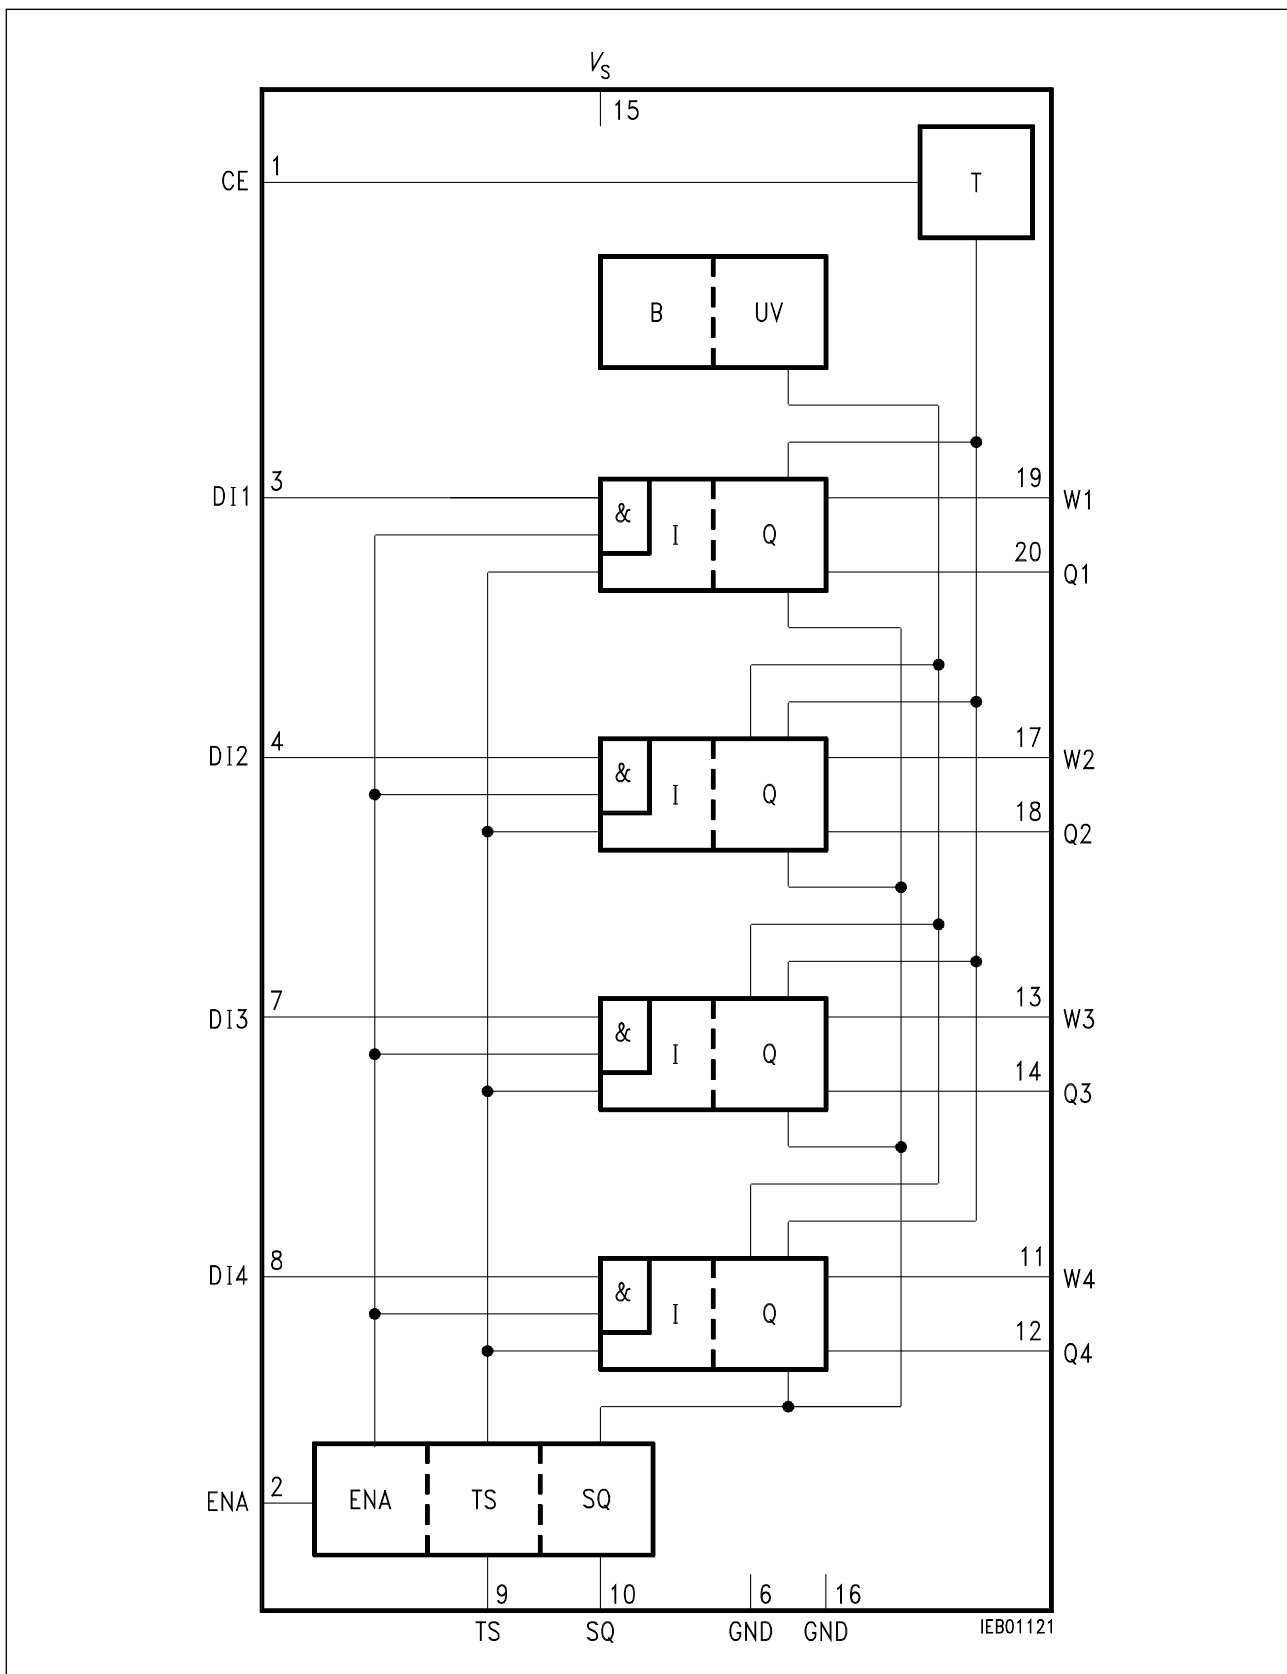 VS
15
CE 1 T
B UV
DI1 3 & I Q 19 W1
20 Q1
DI2 4 & I Q 17 W2
18 Q2
DI3 7 & I Q 13 W3
14 Q3
DI4 8 & I Q 11 W4
12 Q4
ENA 2 ENA TS SQ
9 10 6 16
TS SQ GND GND IEB01121